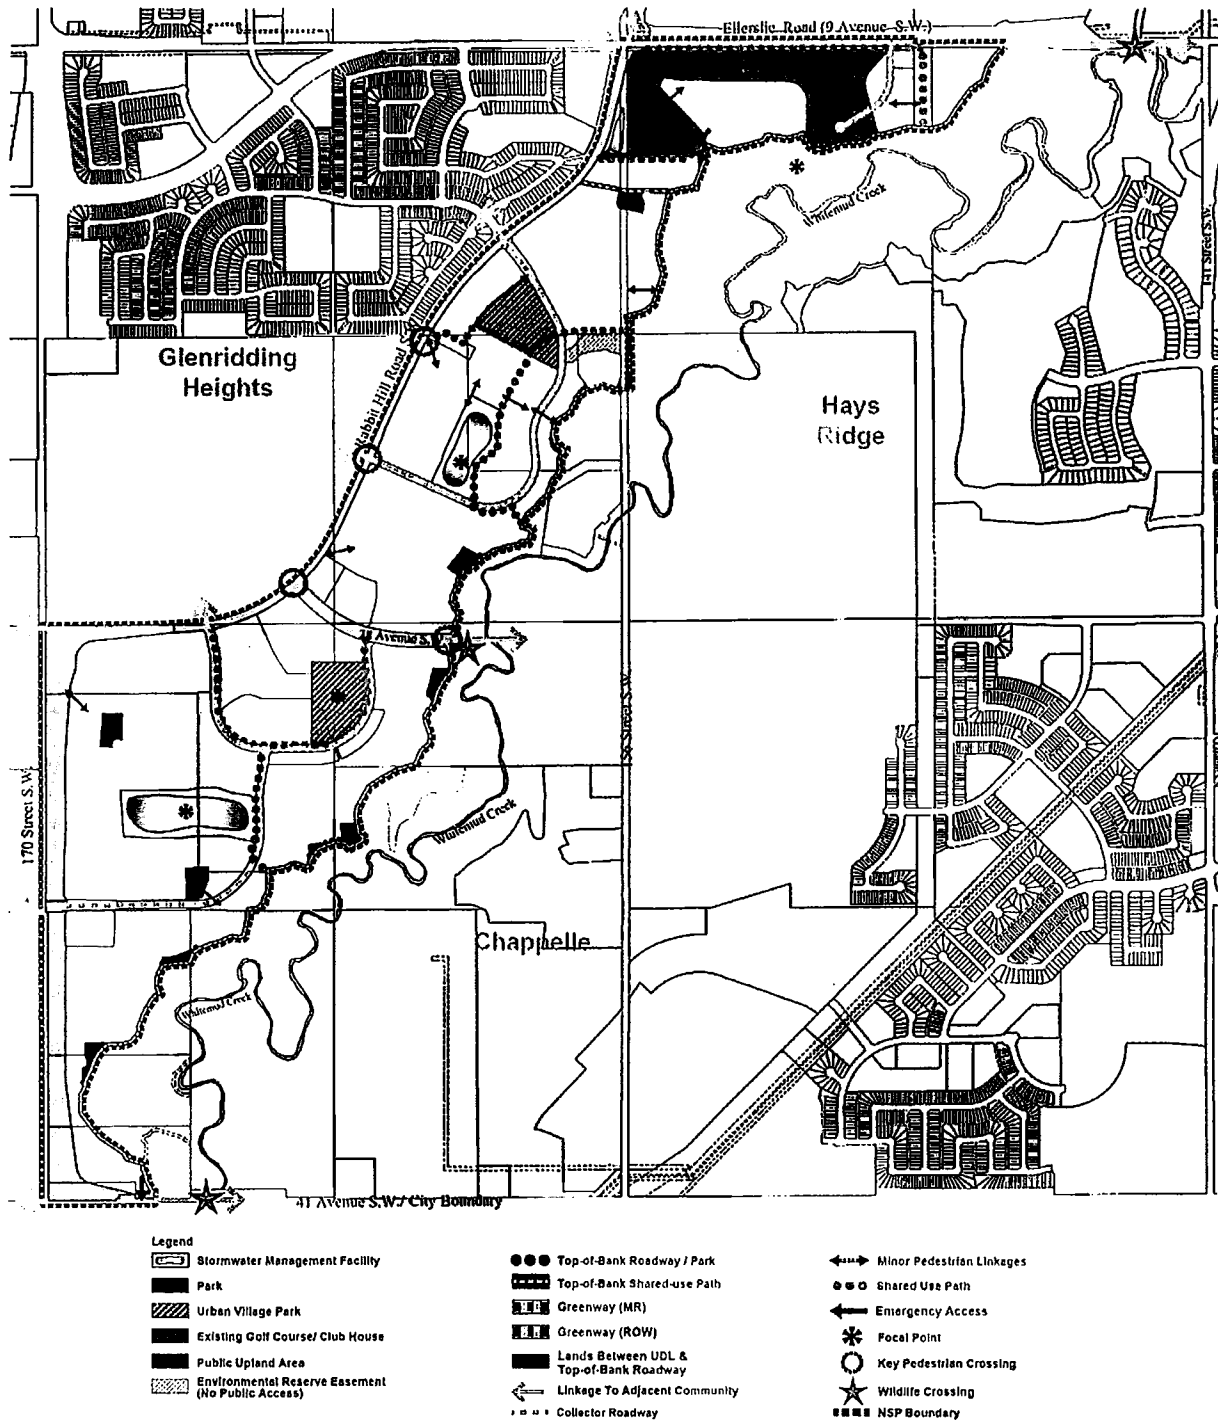 Ellerslie Road (9 Avenue S.W.)
Whitemud Creek
141 Street S.W.
Glenridding
Heights
Rabbit Hill Road
Hays
Ridge
Avenue S.
170 Street S.W.
Street S.W.
Whitemud Creek
Chappelle
Whitemud Creek
41 Avenue S.W./ City Boundary
Legend
Stormwater Management Facility
Park
Urban Village Park
Existing Golf Course/ Club House
Public Upland Area
Environmental Reserve Easement
(No Public Access)
Top-of-Bank Roadway / Park
Top-of-Bank Shared-use Path
Greenway (MR)
Greenway (ROW)
Lands Between UDL &
Top-of-Bank Roadway
Linkage To Adjacent Community
Collector Roadway
Minor Pedestrian Linkages
Shared Use Path
Emergency Access
Focal Point
Key Pedestrian Crossing
Wildlife Crossing
NSP Boundary